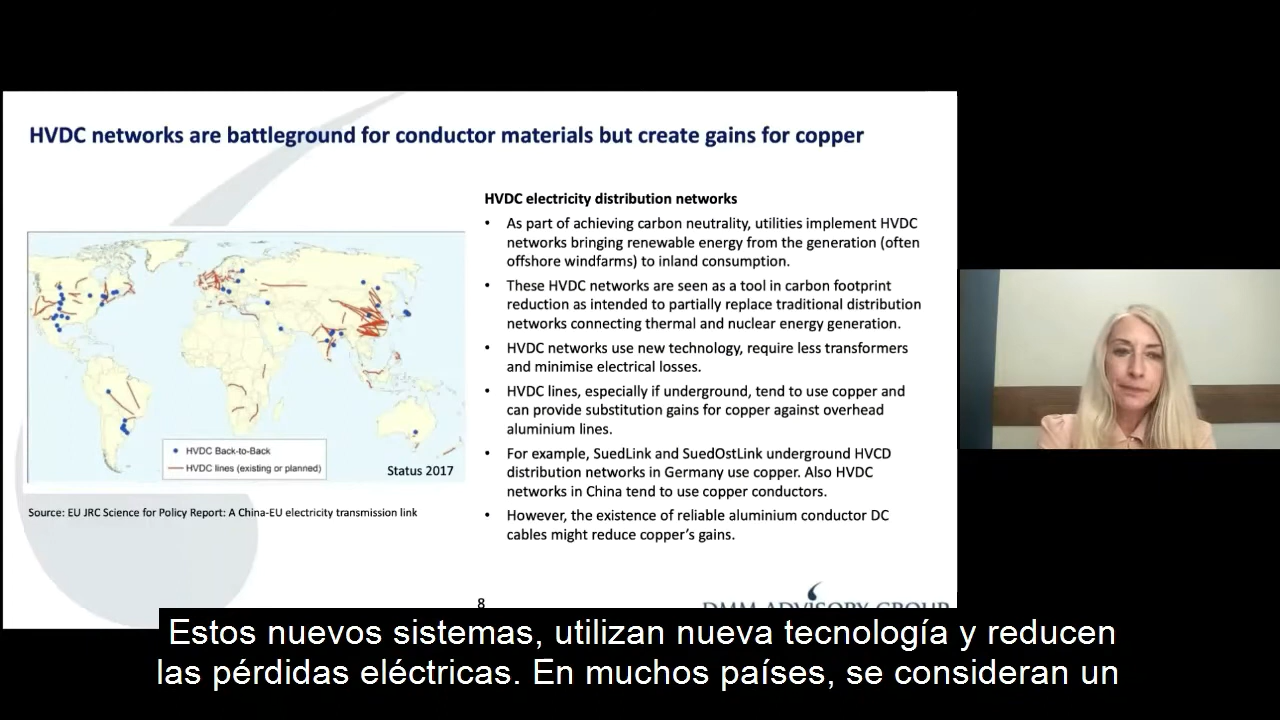 HVDC networks are battleground for conductor materials but create gains for copper
HVDC electricity distribution networks
• As part of achieving carbon neutrality, utilities implement HVDC
networks bringing renewable energy from the generation (often
offshore windfarms) to inland consumption.
• These HVDC networks are seen as a tool in carbon footprint
reduction as intended to partially replace traditional distribution
networks connecting thermal and nuclear energy generation.
• HVDC networks use new technology, require less transformers
and minimise electrical losses.
• HVDC lines, especially if underground, tend to use copper and
can provide substitution gains for copper against overhead
aluminium lines.
• For example, SuedLink and SuedOstLink underground HVCD
distribution networks in Germany use copper. Also HVDC
networks in China tend to use copper conductors.
• However, the existence of reliable aluminium conductor DC
cables might reduce copper's gains.
HVDC Back-to-Back
HVDC lines (existing or planned)
Status 2017
Source: EU JRC Science for Policy Report: A China-EU electricity transmission link
8
DMM ADVISORY GROUP
Estos nuevos sistemas, utilizan nueva tecnología y reducen
las pérdidas eléctricas. En muchos países, se consideran un